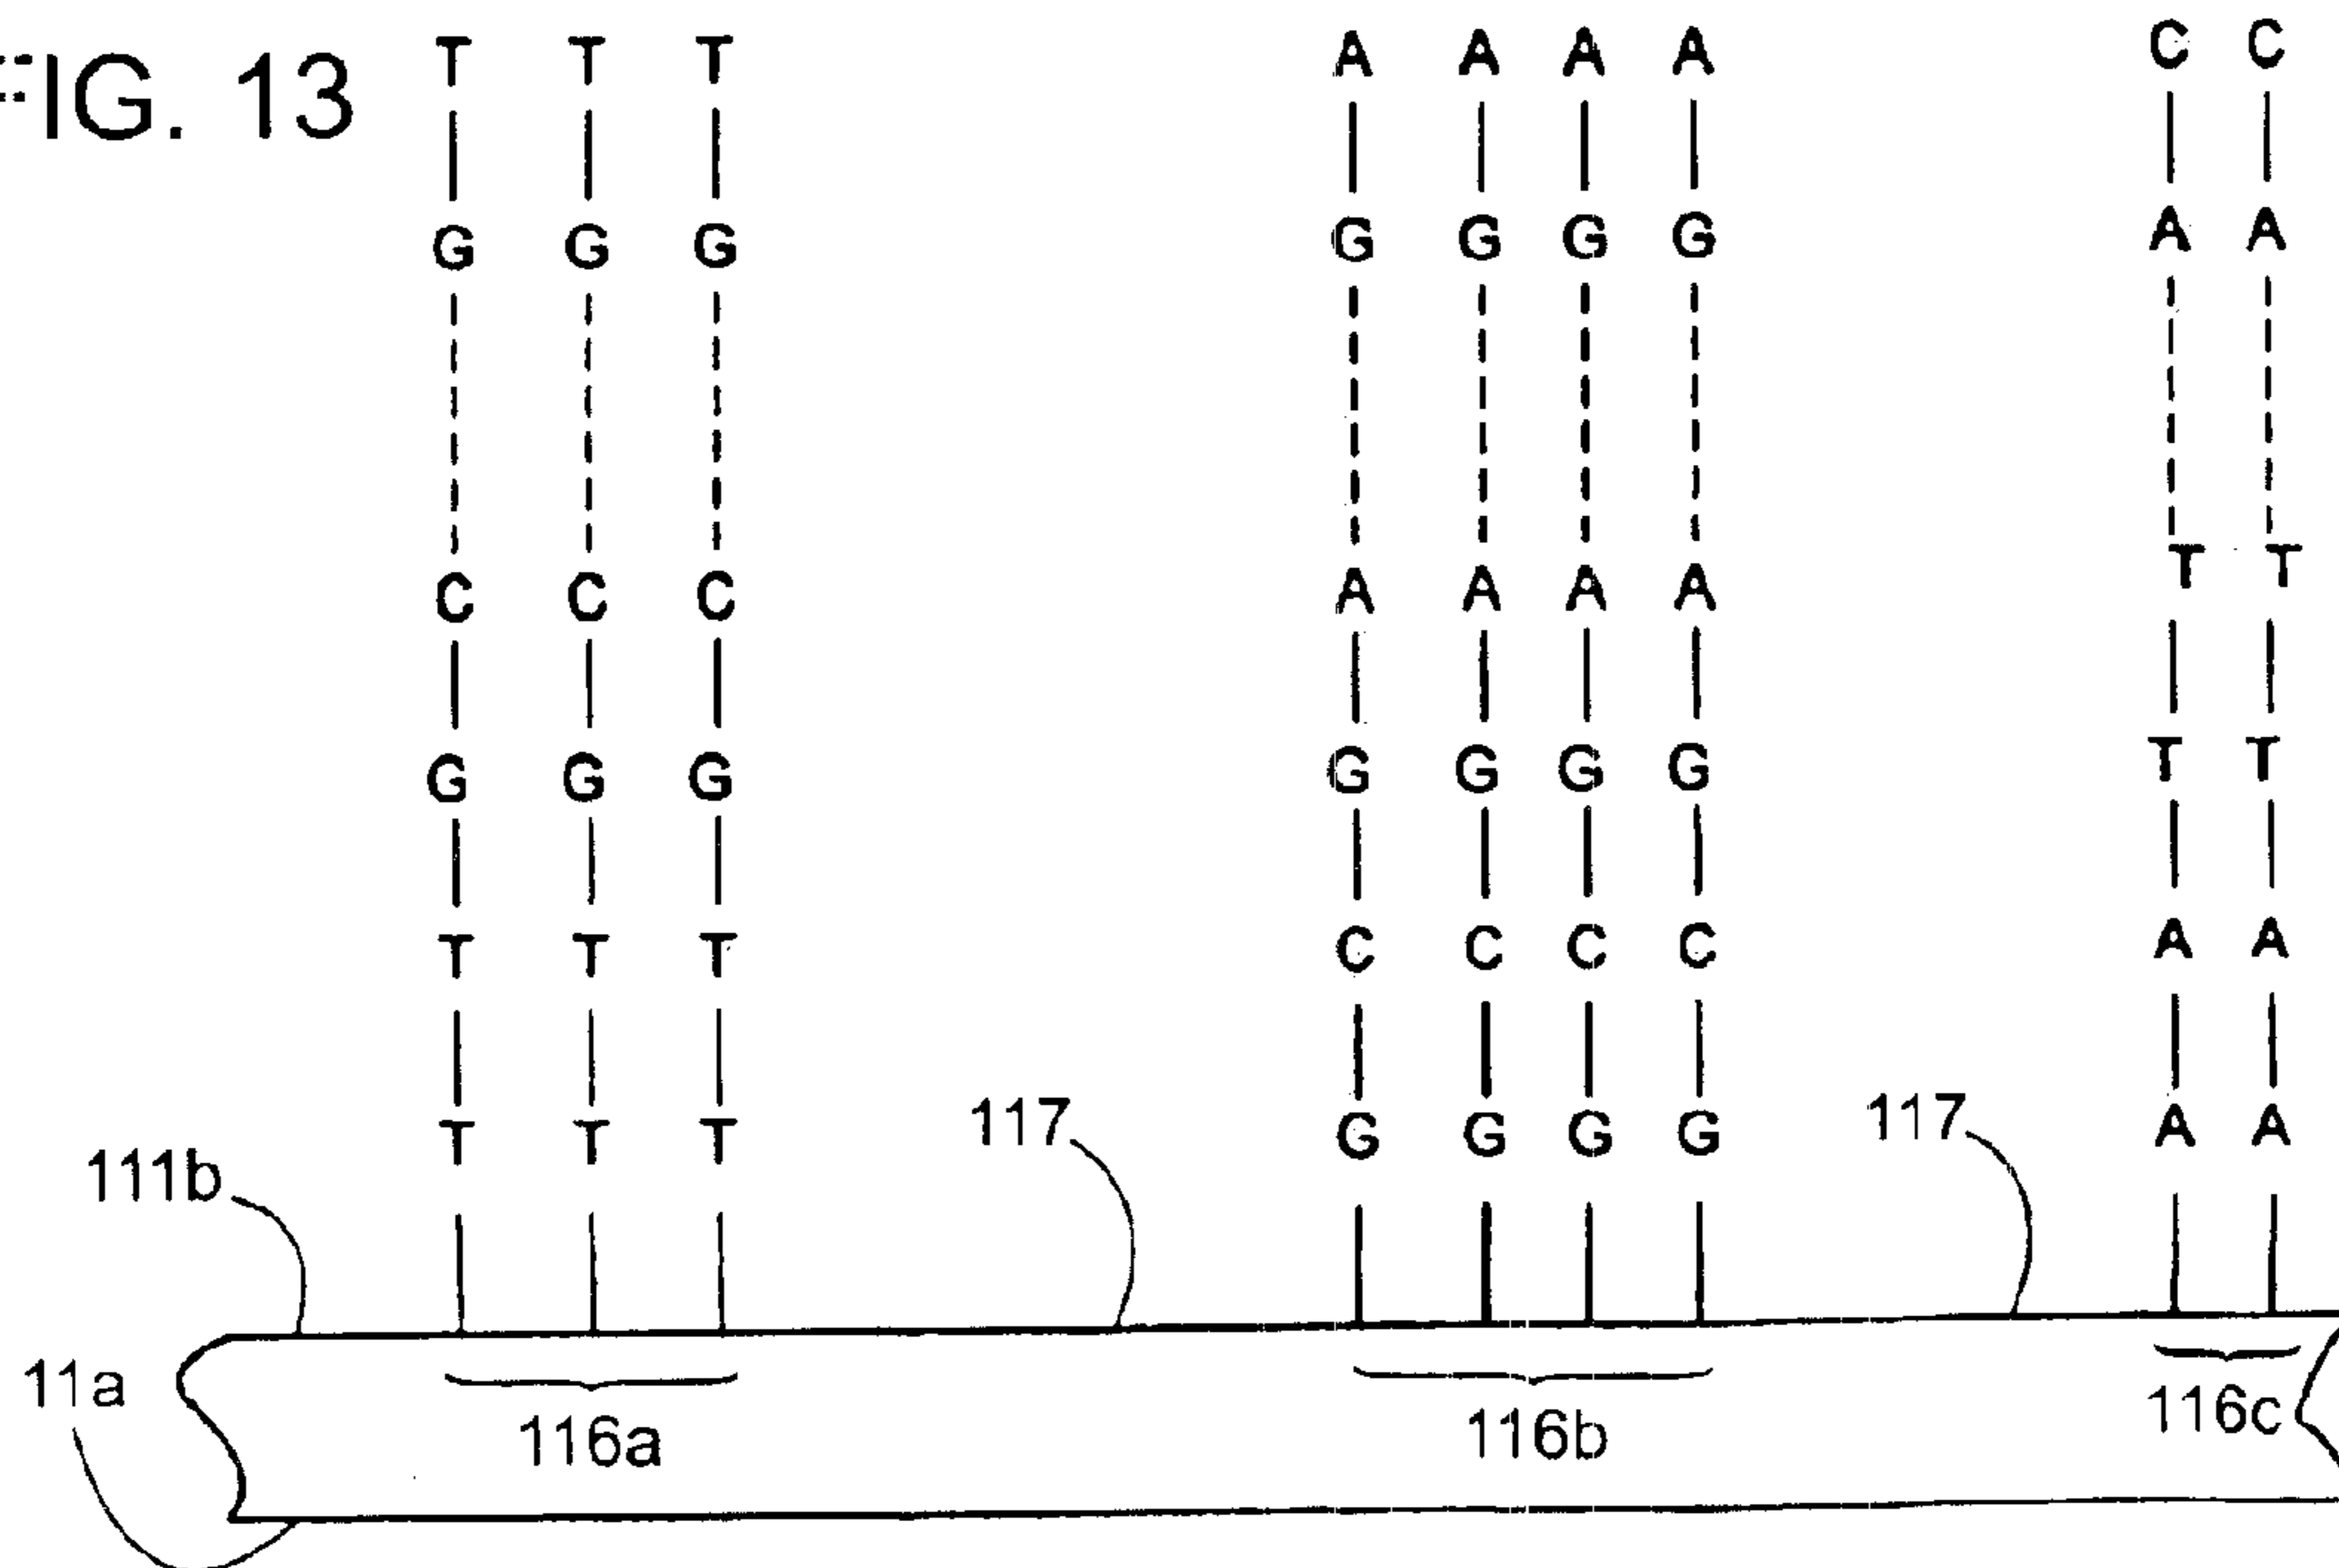 FIG. 13
T T T A A A A C C
G G G G G G G A A
C C C A A A A T T
G G G G G G G T T
T T T C C C C A A
T T T G G G G A A
111b 117 117
11a 116a 116b 116c